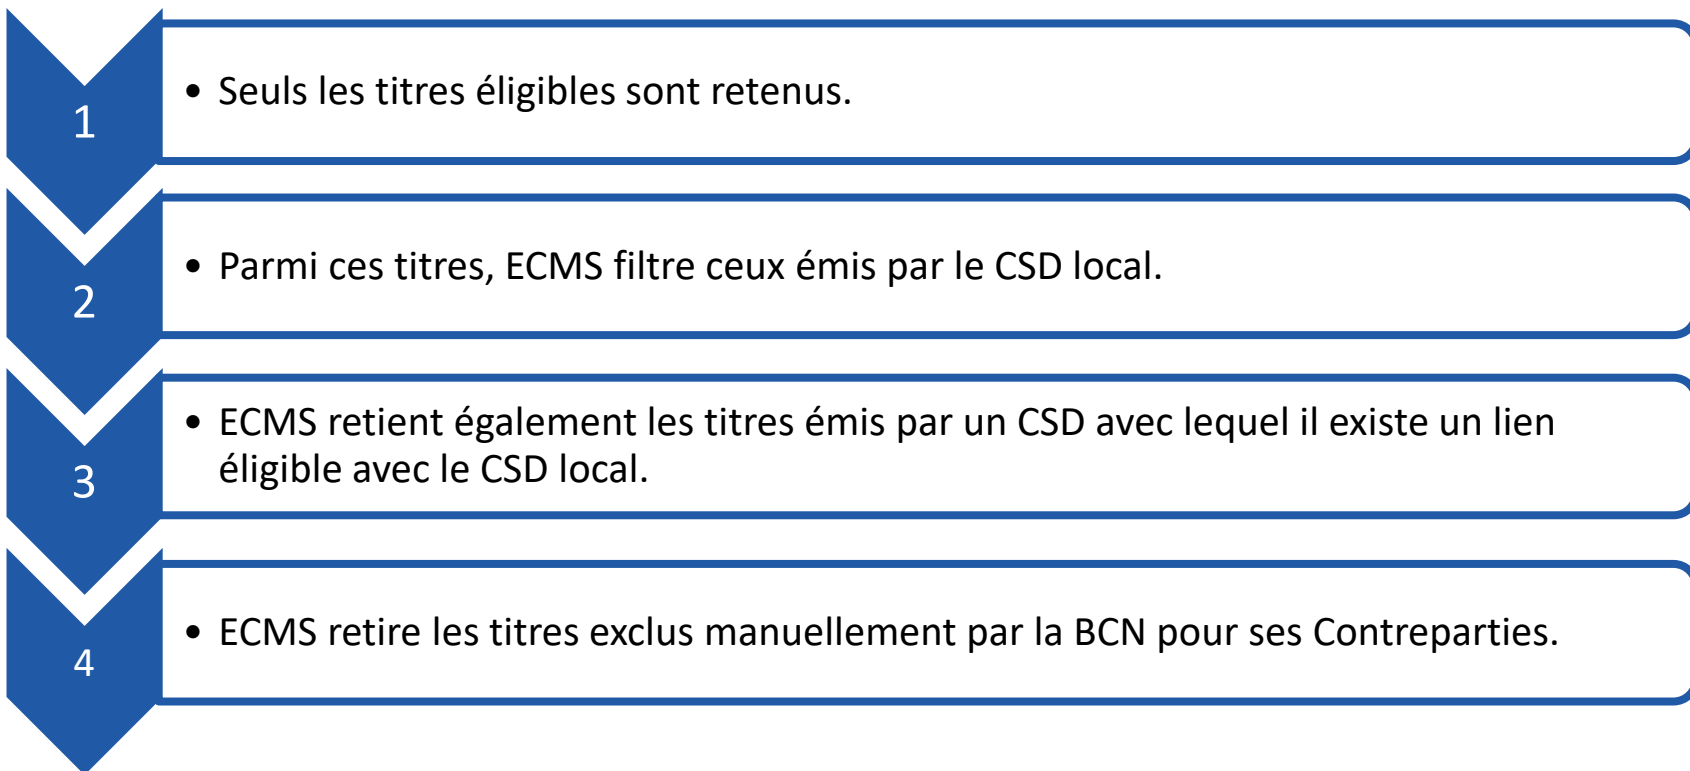 1
• Seuls les titres éligibles sont retenus.
2
• Parmi ces titres, ECMS filtre ceux émis par le CSD local.
3
• ECMS retient également les titres émis par un CSD avec lequel il existe un lien
éligible avec le CSD local.
4
• ECMS retire les titres exclus manuellement par la BCN pour ses Contreparties.